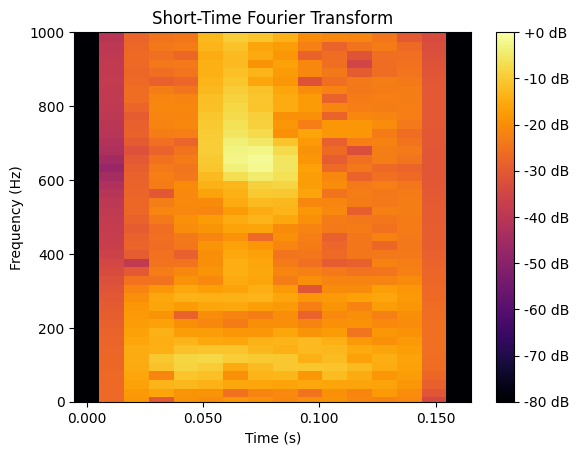 Short-Time Fourier Transform
1000
800
600
400
200
0
Frequency (Hz)
0.000
0.050
0.100
0.150
Time (s)
+0 dB
-10 dB
-20 dB
-30 dB
-40 dB
-50 dB
-60 dB
-70 dB
-80 dB